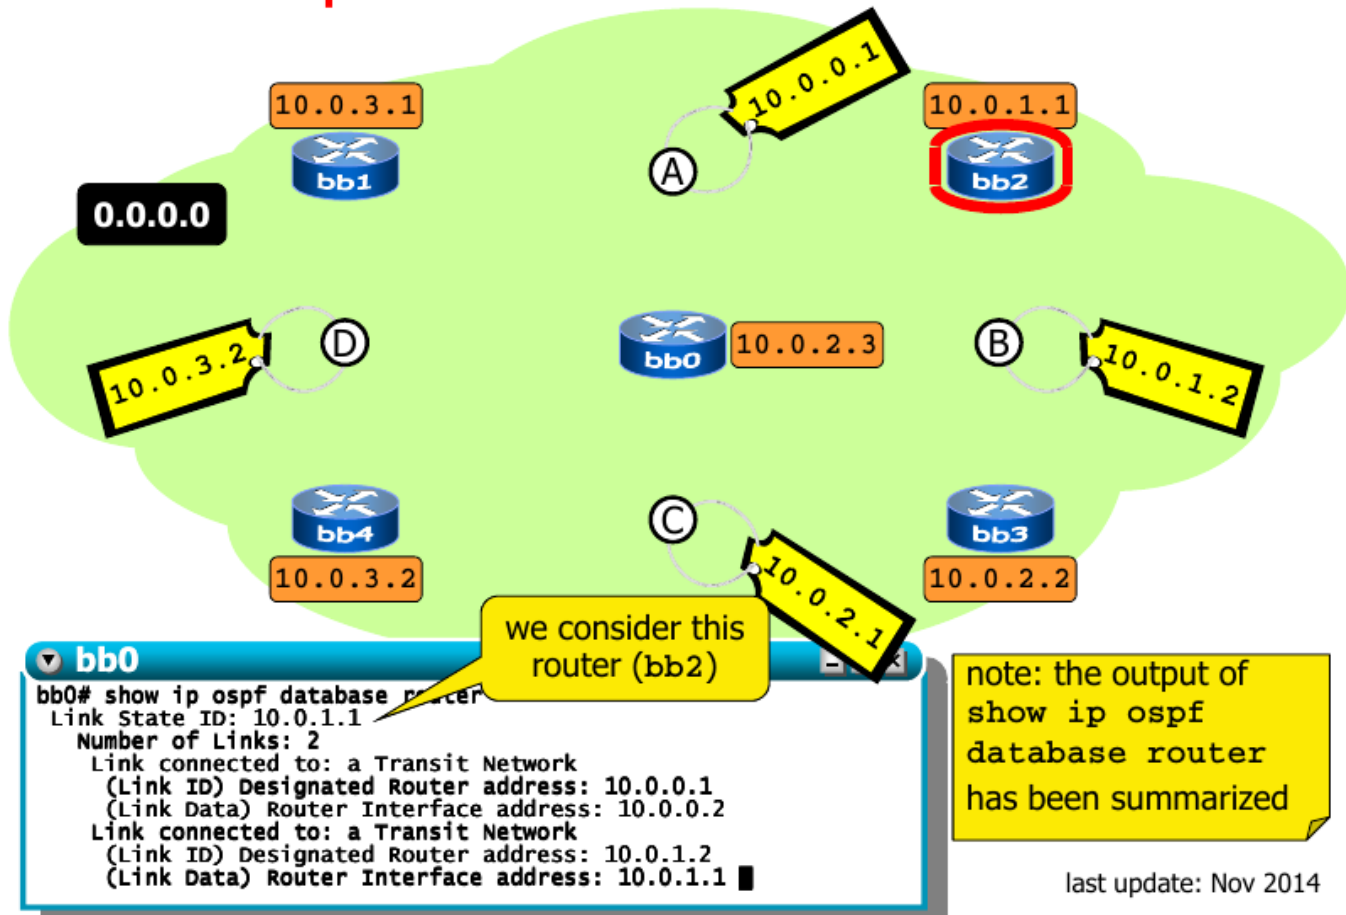 10.0.0.1
10.0.3.1
10.0.1.1
bb1
A
bb2
0.0.0.0
D
10.0.3.2
bb0
10.0.2.3
B
10.0.1.2
bb4
10.0.3.2
C
10.0.2.1
bb3
10.0.2.2
we consider this
router (bb2)
bb0
bb0# show ip ospf database router
Link State ID: 10.0.1.1
Number of Links: 2
Link connected to: a Transit Network
(Link ID) Designated Router address: 10.0.0.1
(Link Data) Router Interface address: 10.0.0.2
Link connected to: a Transit Network
(Link ID) Designated Router address: 10.0.1.2
(Link Data) Router Interface address: 10.0.1.1
note: the output of
show ip ospf
database router
has been summarized
last update: Nov 2014